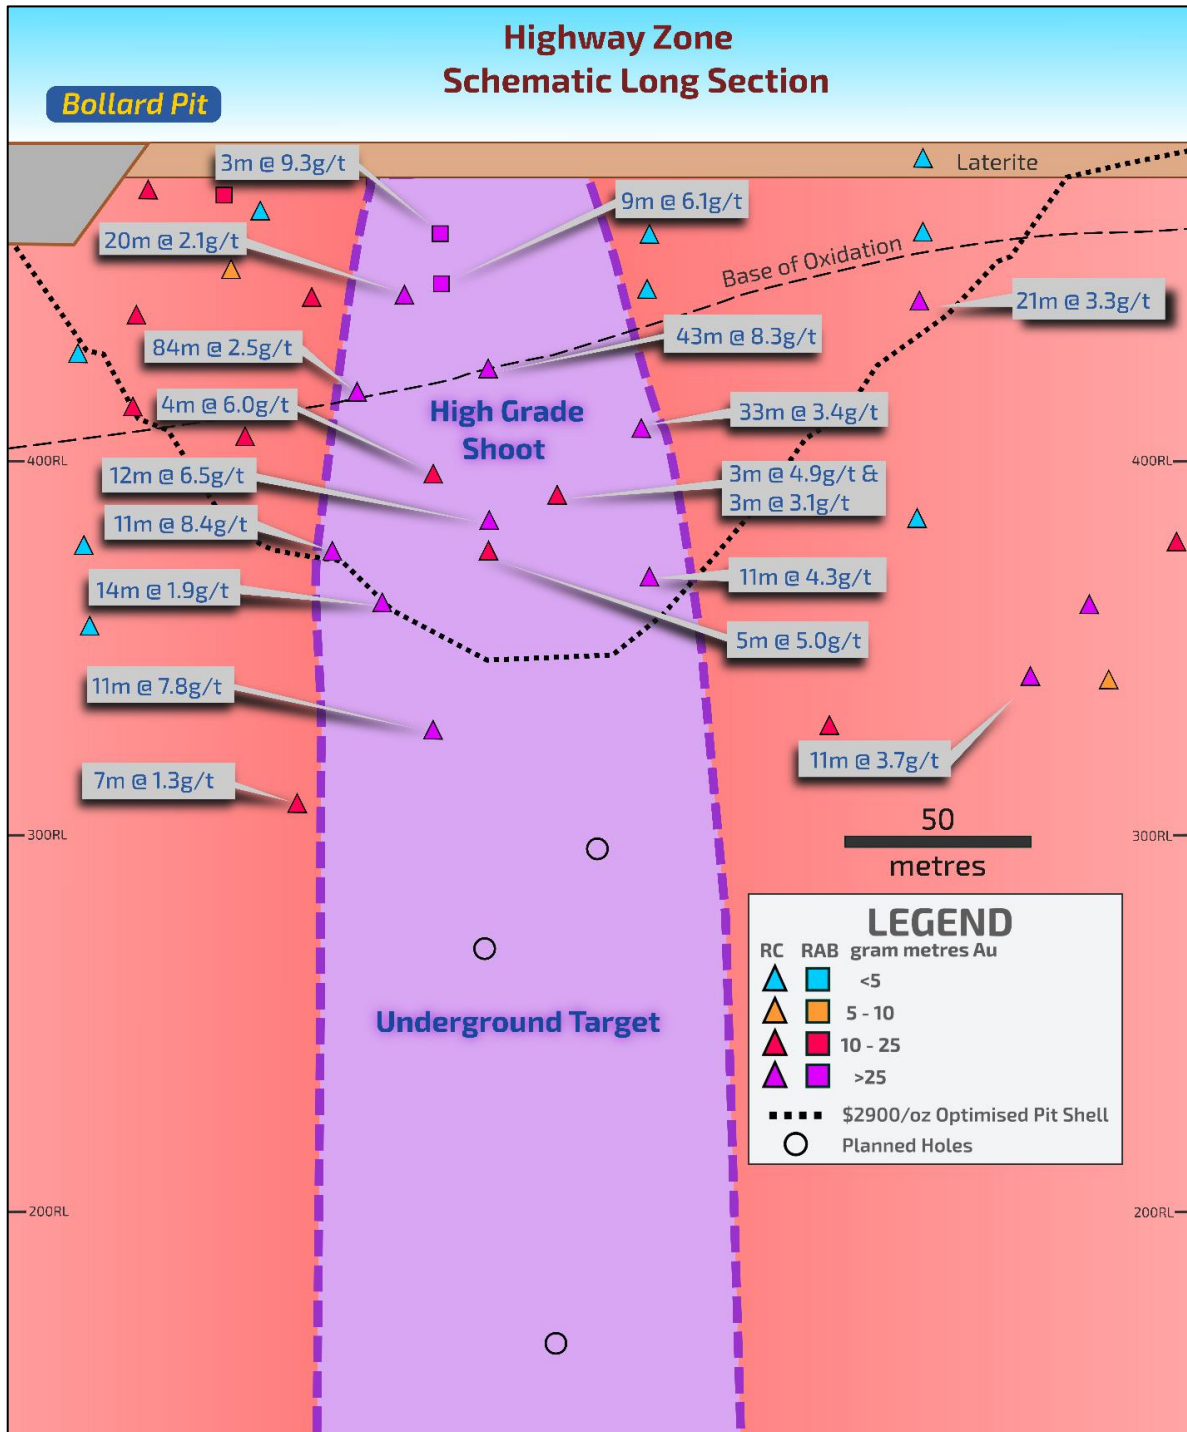 Highway Zone
Schematic Long Section
Bollard Pit
3m @ 9.3g/t
Laterite
9m @ 6.1g/t
20m @ 2.1g/t
Base of Oxidation
21m @ 3.3g/t
84m @ 2.5g/t
43m @ 8.3g/t
4m @ 6.0g/t
High Grade
Shoot
33m @ 3.4g/t
400RL
400RL
12m @ 6.5g/t
3m @ 4.9g/t &
3m @ 3.1g/t
11m @ 8.4g/t
14m @ 1.9g/t
11m @ 4.3g/t
5m @ 5.0g/t
11m @ 7.8g/t
11m @ 3.7g/t
7m @ 1.3g/t
300RL
300RL
50
metres
LEGEND
RC RAB gram metres Au
<5
5 - 10
10 - 25
>25
$2900/oz Optimised Pit Shell
Planned Holes
Underground Target
200RL
200RL